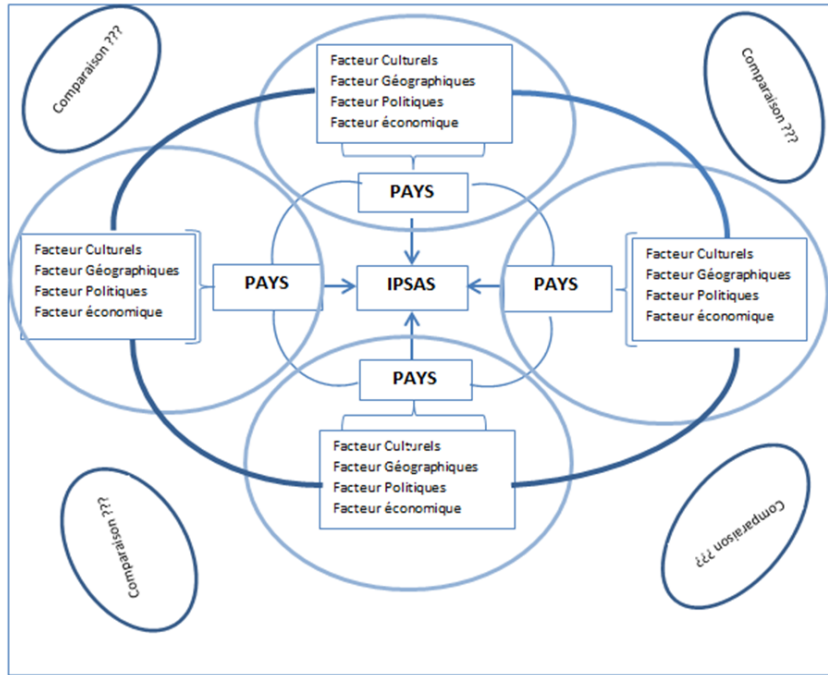 Comparaison ???
Comparaison ???
Facteur Culturels
Facteur Géographiques
Facteur Politiques
Facteur économique
PAYS
Facteur Culturels
Facteur Géographiques
Facteur Politiques
Facteur économique
PAYS
IPSAS
PAYS
Facteur Culturels
Facteur Géographiques
Facteur Politiques
Facteur économique
PAYS
Facteur Culturels
Facteur Géographiques
Facteur Politiques
Facteur économique
Comparaison ???
Comparaison ???